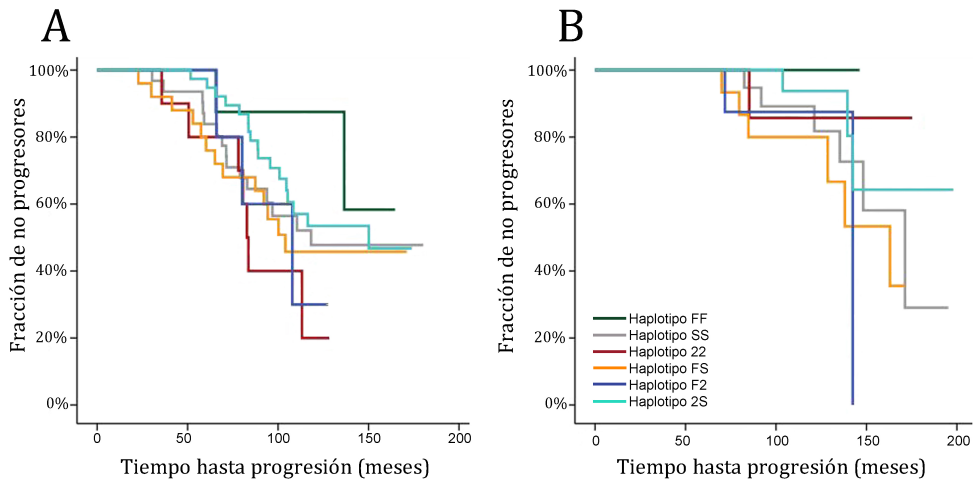 A
Fracción de no progresores
100%
80%
60%
40%
20%
0%
0 50 100 150 200
Tiempo hasta progresión (meses)
B
Fracción de no progresores
100%
80%
60%
40%
20%
0%
Haplotipo FF
Haplotipo SS
Haplotipo 22
Haplotipo FS
Haplotipo F2
Haplotipo 2S
0 50 100 150 200
Tiempo hasta progresión (meses)